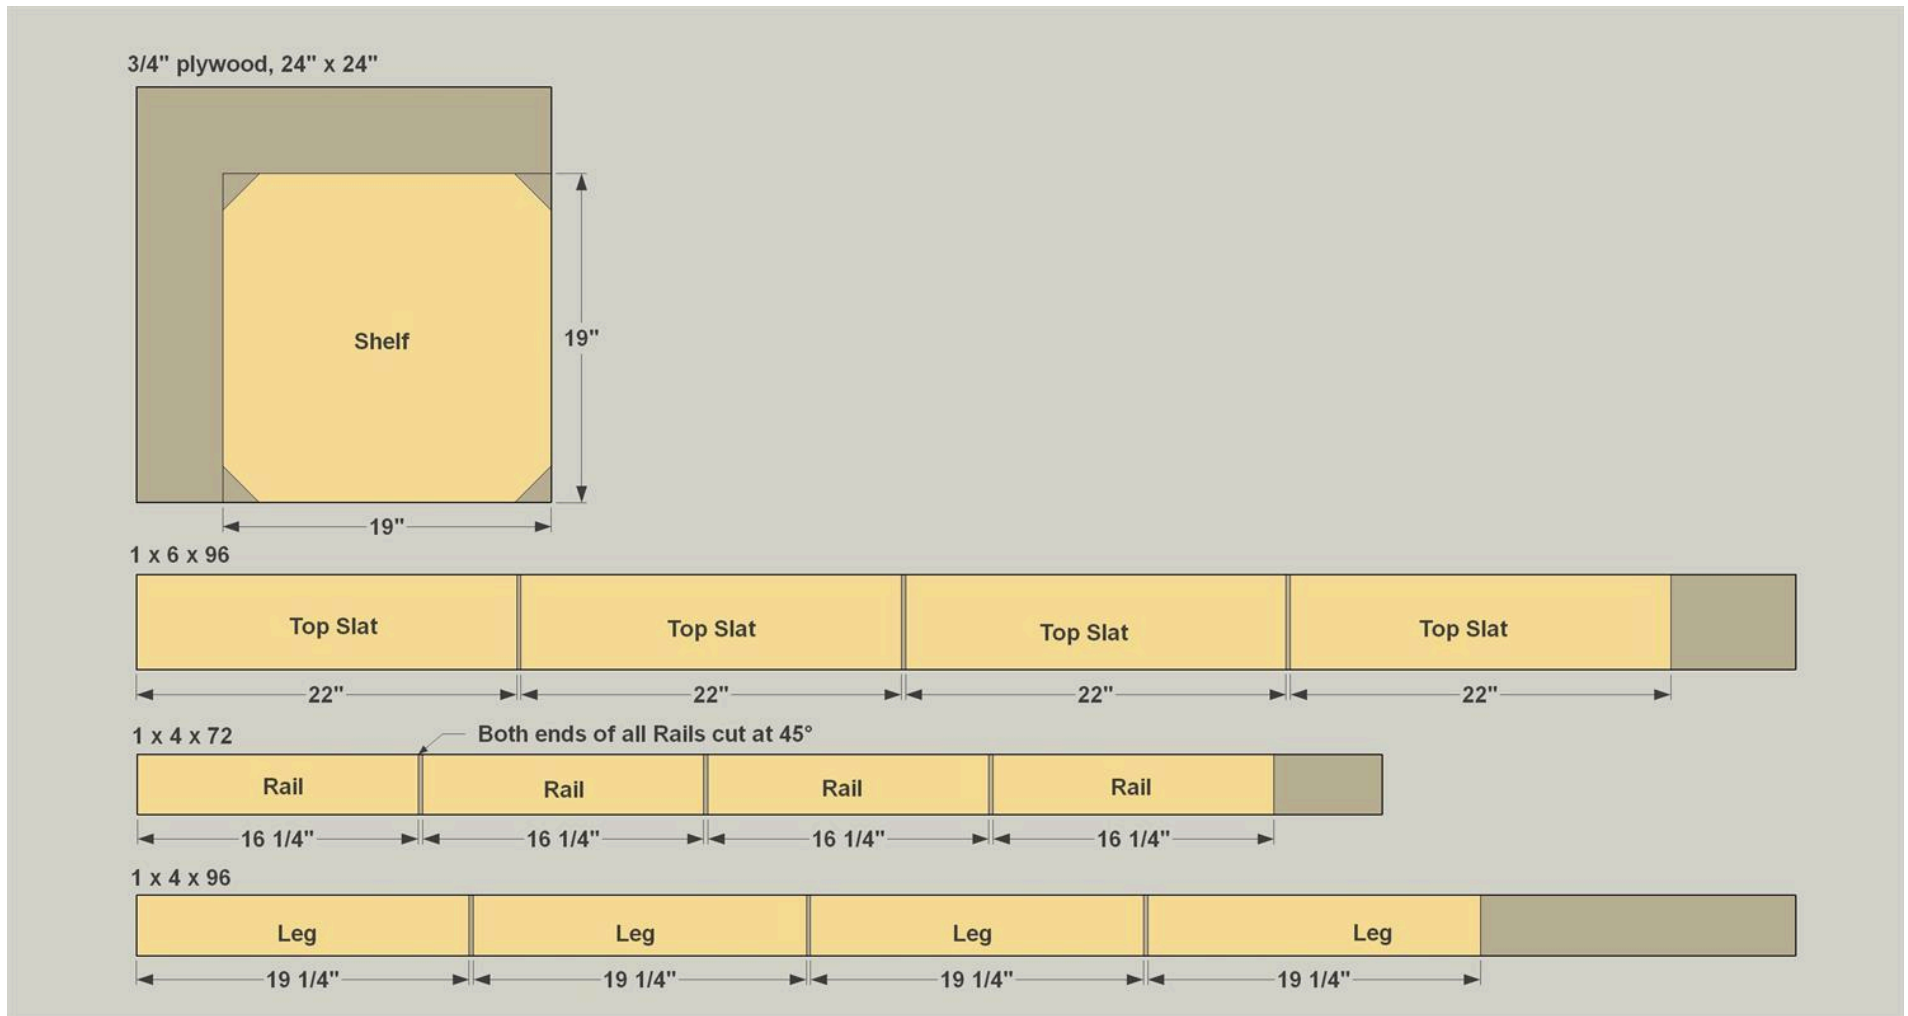 3/4" plywood, 24" x 24"
Shelf
19"
19"
1 x 6 x 96
Top Slat Top Slat Top Slat Top Slat
22" 22" 22" 22"
1 x 4 x 72
Both ends of all Rails cut at 45°
Rail Rail Rail Rail
16 1/4" 16 1/4" 16 1/4" 16 1/4"
1 x 4 x 96
Leg Leg Leg Leg
19 1/4" 19 1/4" 19 1/4" 19 1/4"